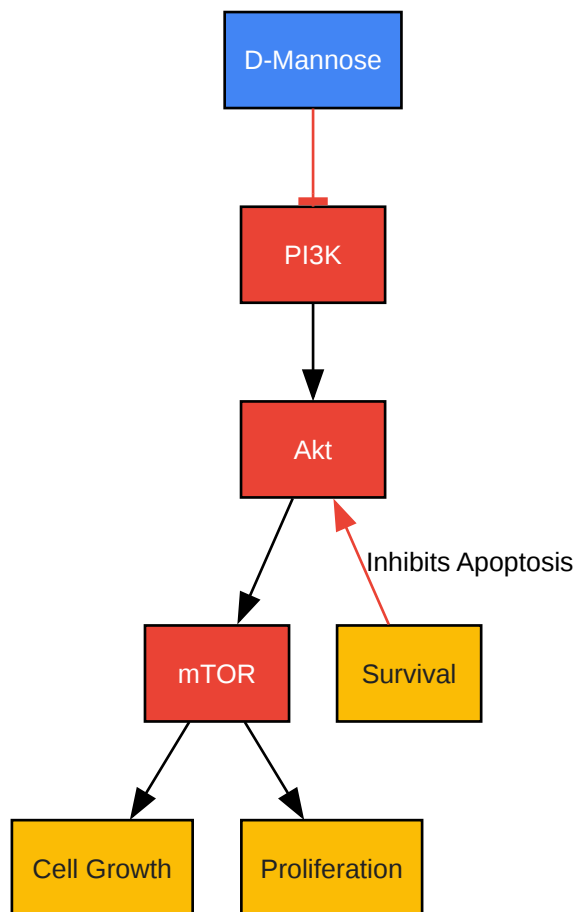 D-Mannose
PI3K
Akt
Inhibits Apoptosis
mTOR
Survival
Cell Growth
Proliferation